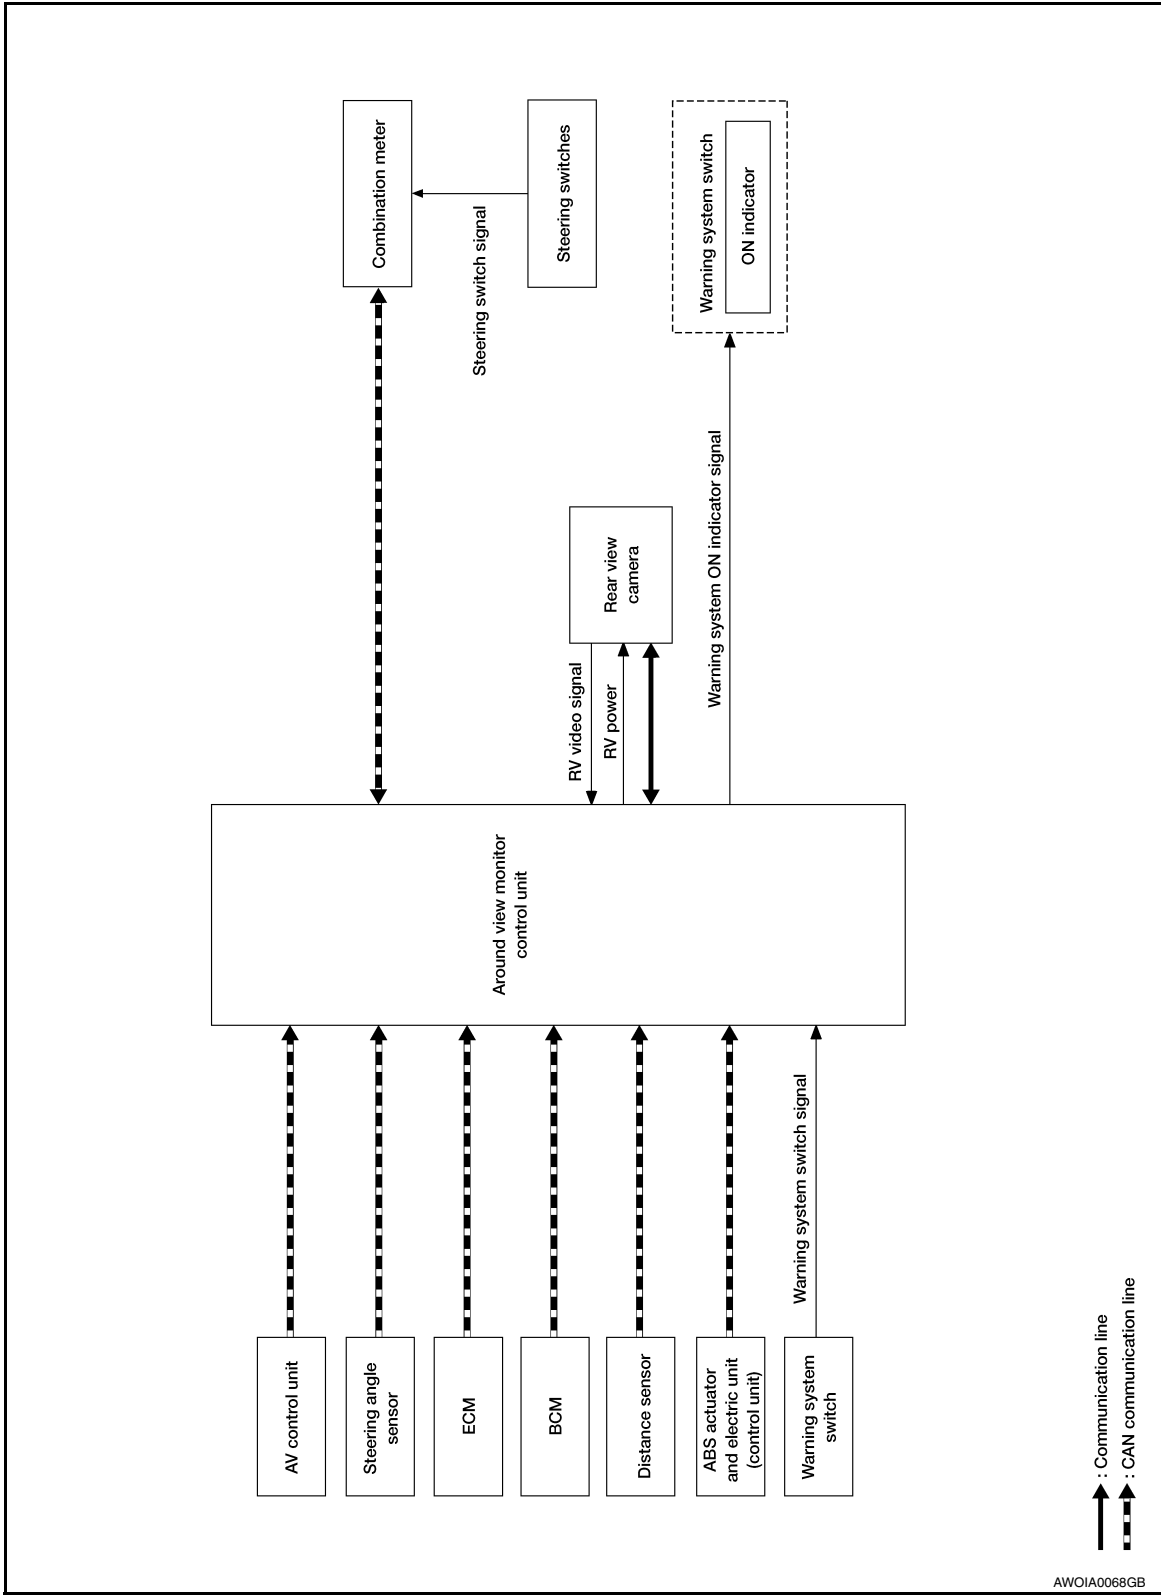 AV control unit
Steering angle
sensor
ECM
BCM
Distance sensor
ABS actuator
and electric unit
(control unit)
Warning system
switch
Warning system switch signal
Around view monitor
control unit
RV video signal
RV power
Rear view
camera
Warning system ON indicator signal
Combination meter
Steering switch signal
Steering switches
Warning system switch
ON indicator
: Communication line
: CAN communication line
AWOIA0068GB